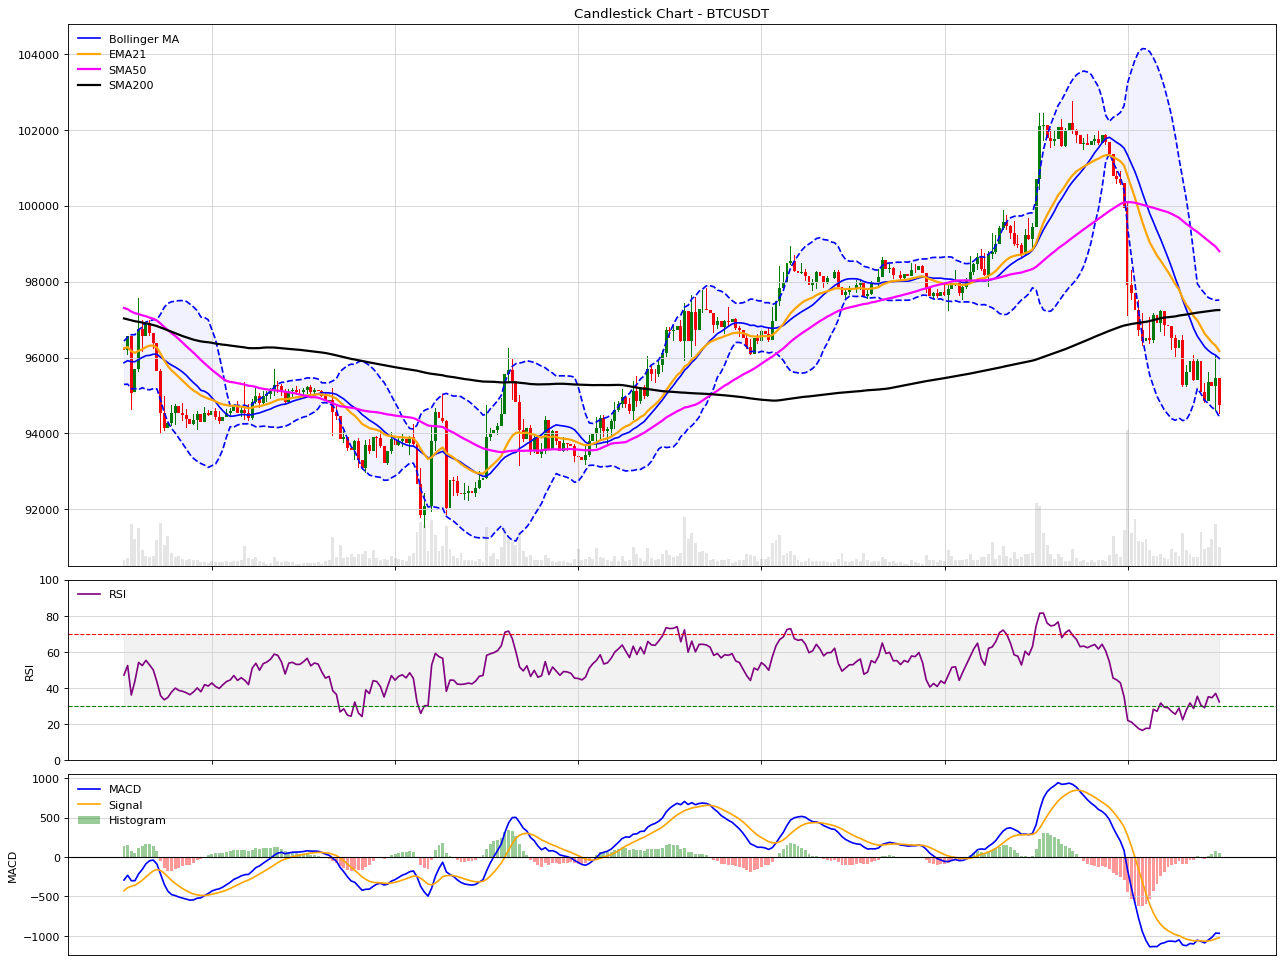 Candlestick Chart - BTCUSDT
Bollinger MA
EMA21
SMA50
SMA200
104000
102000
100000
98000
96000
94000
92000
RSI
RSI
100
80
60
40
20
0
MACD
MACD
Signal
Histogram
1000
500
0
−500
−1000